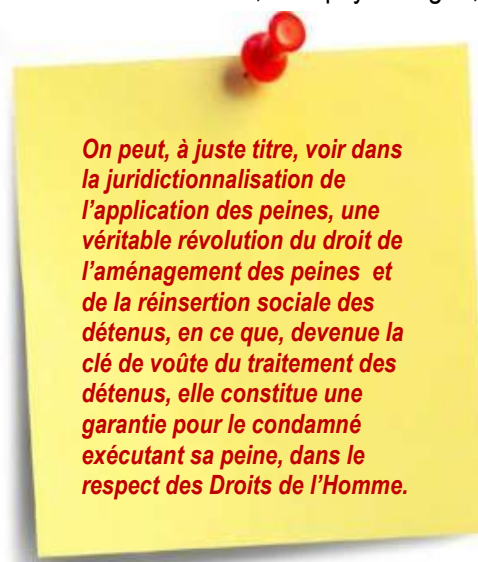 On peut, à juste titre, voir dans
la juridictionnalisation de
l’application des peines, une
véritable révolution du droit de
l’aménagement des peines et
de la réinsertion sociale des
détenus, en ce que, devenue la
clé de voûte du traitement des
détenus, elle constitue une
garantie pour le condamné
exécutant sa peine, dans le
respect des Droits de l’Homme.